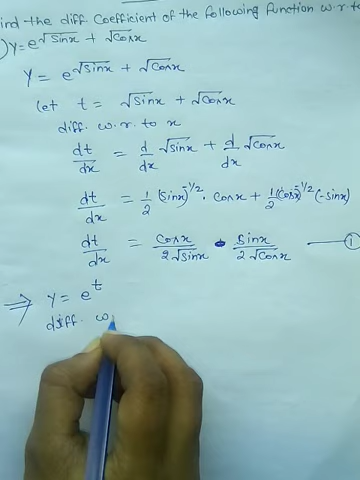 ind the diff. Coefficient of the following function w.r. to
) y = e^√sinx + √cosx
y = e^√sinx + √cosx
let t = √sinx + √cosx
diff. w.r. to x
dt/dx = d/dx √sinx + d/dx √cosx
dt/dx = 1/2 (sinx)^-1/2 · cosx + 1/2 (cosx)^-1/2 (-sinx)
dt/dx = cosx/2√sinx - sinx/2√cosx —— ①
⇒ y = e^t
diff. w.